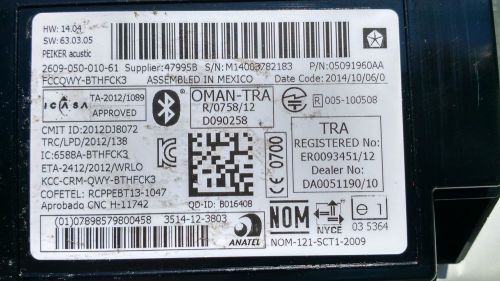 HW: 14.04
SW: 63.03.05
PEIKER acustic
2609-050-010-61 Supplier:47995B S/N: M14003782183 P/N:05091960AA
FCCQWY-BTHFCK3 ASSEMBLED IN MEXICO Date Code: 2014/10/06/0
ICASA
TA-2012/1089
APPROVED
OMAN-TRA
R/0758/12
D090258
R 005-100508
CMIT ID:2012DJ8072
TRC/LPD/2012/138
IC:6588A-BTHFCK3
ETA-2412/2012/WRLO
KCC-CRM-QWY-BTHFCK3
COFETEL: RCPPEBT13-1047
Aprobado CNC H-11742
CE 0700
TRA
REGISTERED No:
ER0093451/12
Dealer No:
DA0051190/10
QD-ID: B016408
(01)07898579800458 3514-12-3803
ANATEL
NOM
NYCE
NOM-121-SCT1-2009
e 1
03 5364